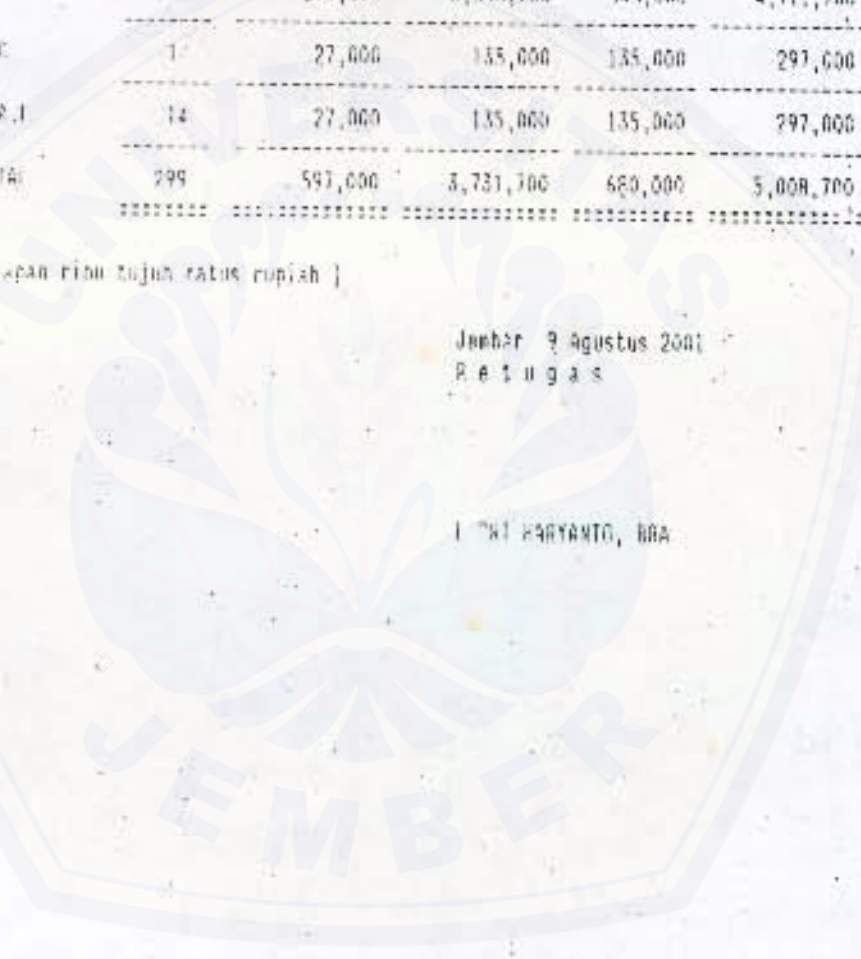 27,000 135,000 135,000 297,000
14 27,000 135,000 135,000 297,000
299 597,000 3,731,700 680,000 5,008,700
ribu tujuh ratus rupiah )
Jember 9 Agustus 2001
P e t u g a s
HARYANTO, BBA
UNIVERSITAS
JEMBER